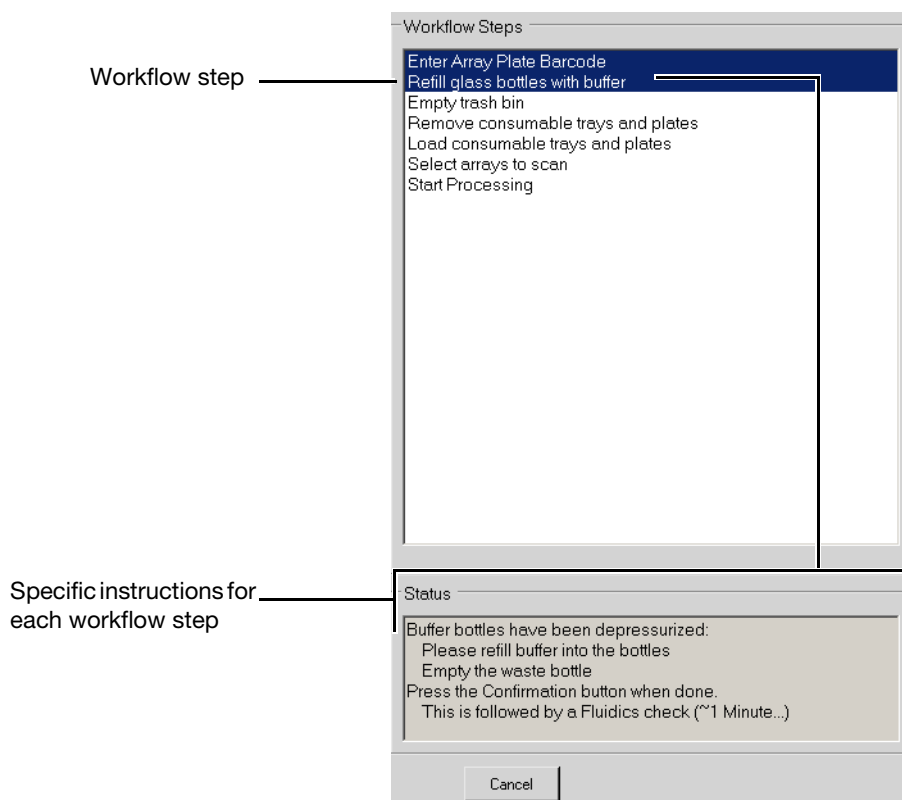 Workflow Steps
Workflow step
Enter Array Plate Barcode
Refill glass bottles with buffer
Empty trash bin
Remove consumable trays and plates
Load consumable trays and plates
Select arrays to scan
Start Processing
Specific instructions for
each workflow step
Status
Buffer bottles have been depressurized:
Please refill buffer into the bottles
Empty the waste bottle
Press the Confirmation button when done.
This is followed by a Fluidics check (~1 Minute...)
Cancel